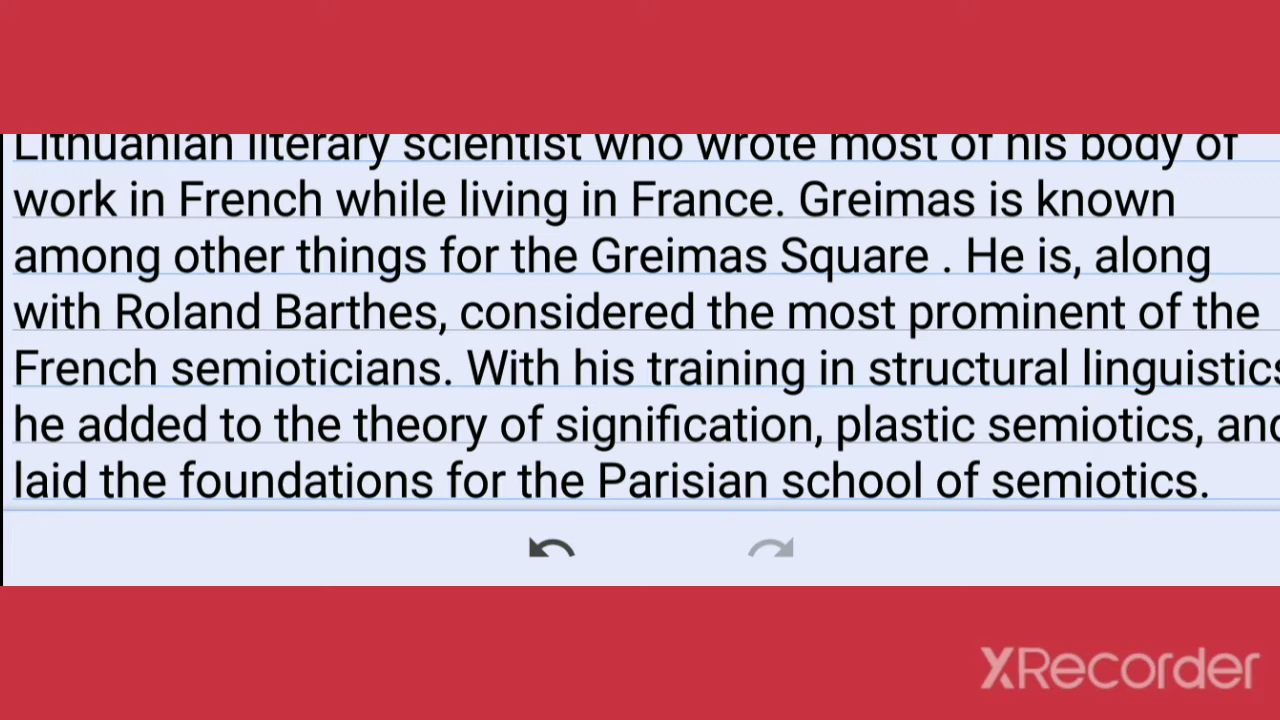 Lithuanian literary scientist who wrote most of his body of
work in French while living in France. Greimas is known
among other things for the Greimas Square . He is, along
with Roland Barthes, considered the most prominent of the
French semioticians. With his training in structural linguistics
he added to the theory of signification, plastic semiotics, and
laid the foundations for the Parisian school of semiotics.
XRecorder